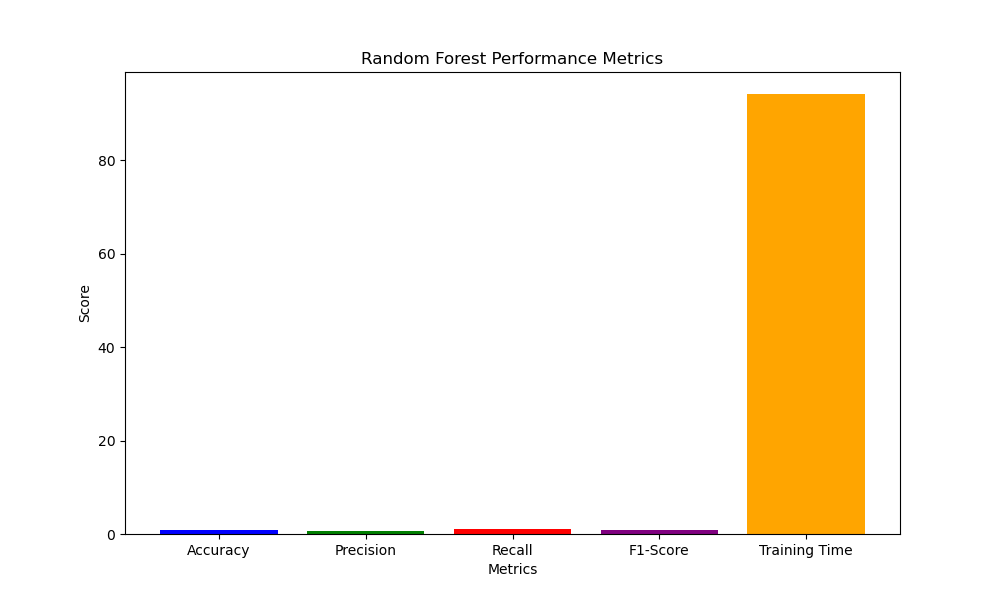 Random Forest Performance Metrics
Score
80
60
40
20
0
Accuracy Precision Recall F1-Score Training Time
Metrics